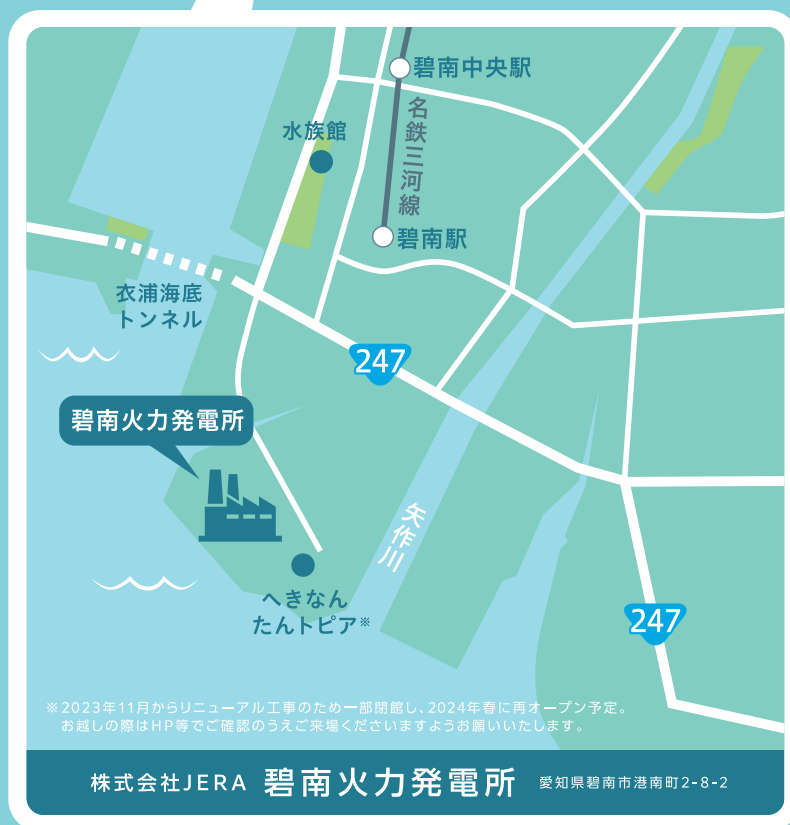 碧南中央駅
名鉄三河線
水族館
碧南駅
衣浦海底
トンネル
247
碧南火力発電所
矢作川
へきなん
たんトピア※
247
※2023年11月からリニューアル工事のため一部閉館し、2024年春に再オープン予定。
お越しの際はHP等でご確認のうえご来場くださいますようお願いいたします。
株式会社JERA 碧南火力発電所 愛知県碧南市港南町2-8-2